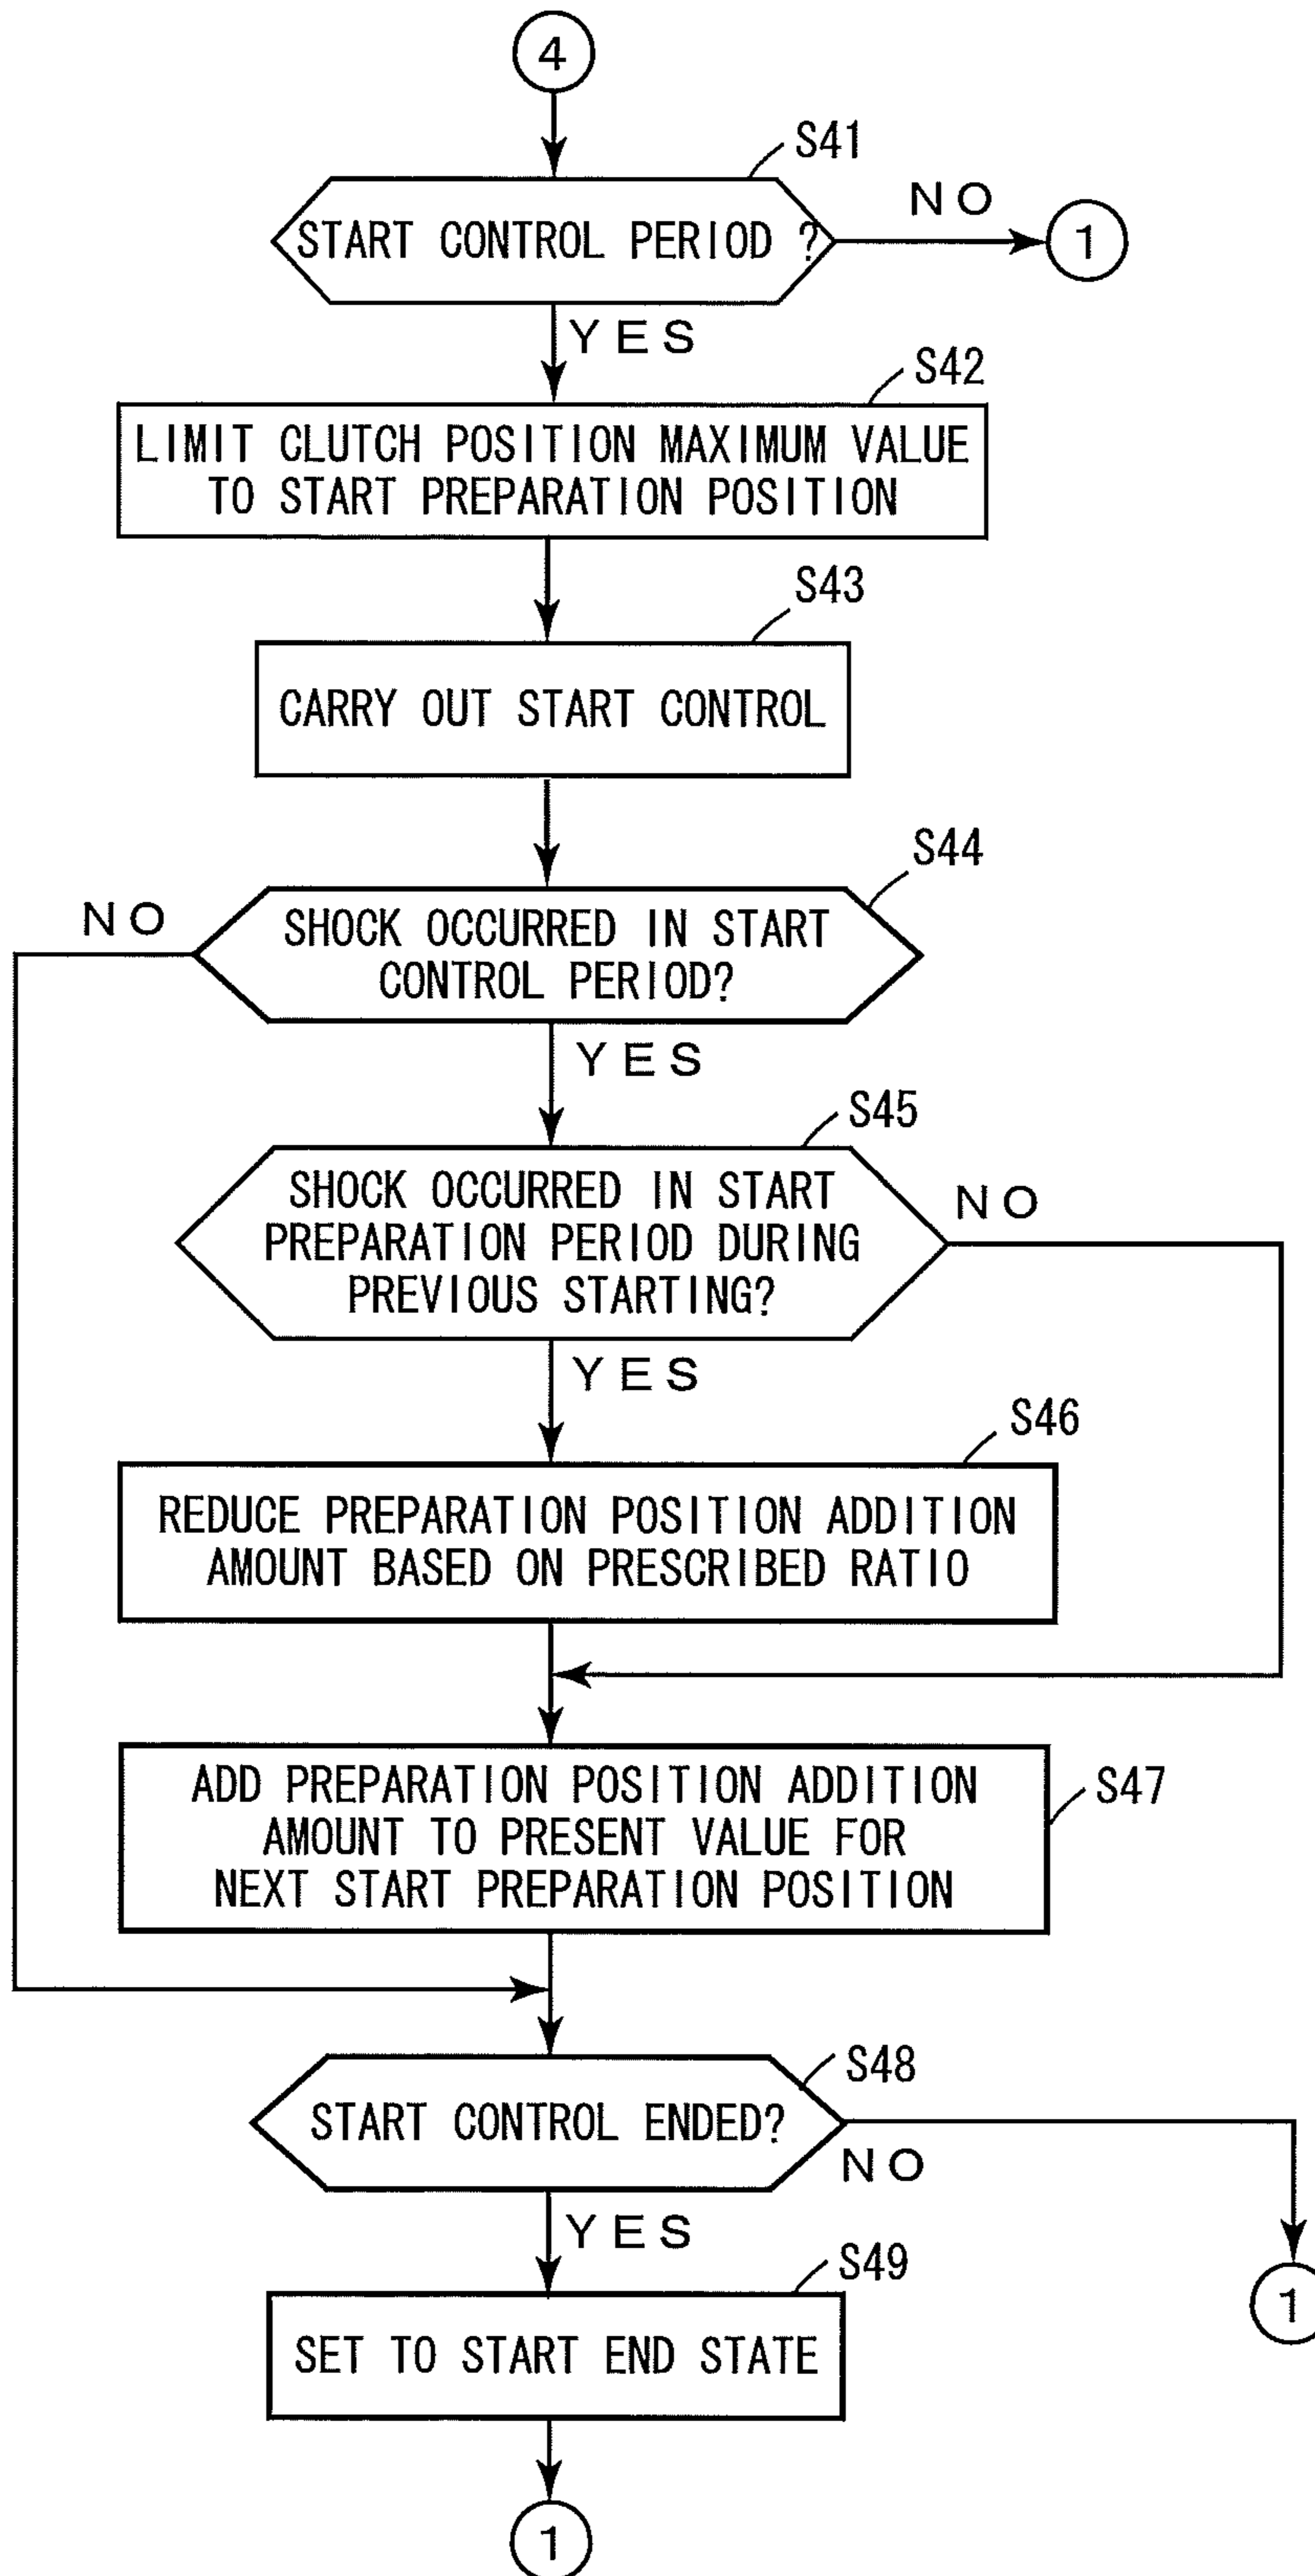 4
S41
START CONTROL PERIOD ?
NO
1
YES
S42
LIMIT CLUTCH POSITION MAXIMUM VALUE
TO START PREPARATION POSITION
S43
CARRY OUT START CONTROL
S44
NO
SHOCK OCCURRED IN START
CONTROL PERIOD?
YES
S45
SHOCK OCCURRED IN START
PREPARATION PERIOD DURING
PREVIOUS STARTING?
NO
YES
S46
REDUCE PREPARATION POSITION ADDITION
AMOUNT BASED ON PRESCRIBED RATIO
S47
ADD PREPARATION POSITION ADDITION
AMOUNT TO PRESENT VALUE FOR
NEXT START PREPARATION POSITION
S48
START CONTROL ENDED?
NO
YES
S49
1
SET TO START END STATE
1